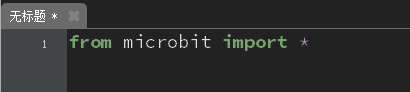 无标题 *
1 from microbit import *